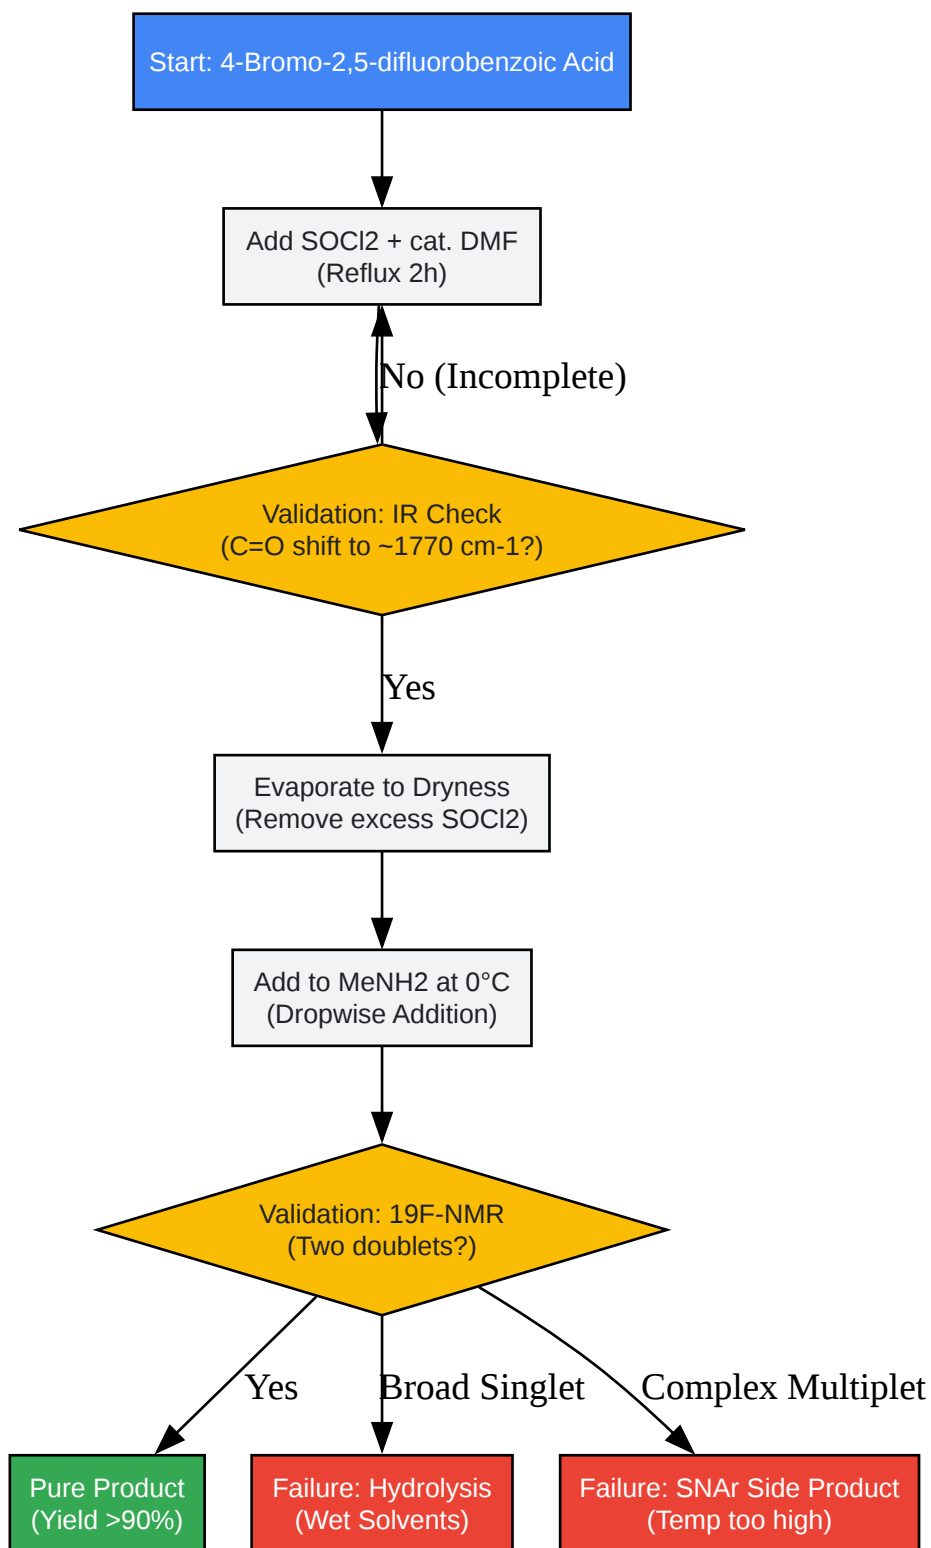 Start: 4-Bromo-2,5-difluorobenzoic Acid
Add SOCl2 + cat. DMF
(Reflux 2h)
No (Incomplete)
Validation: IR Check
(C=O shift to ~1770 cm-1?)
Yes
Evaporate to Dryness
(Remove excess SOCl2)
Add to MeNH2 at 0°C
(Dropwise Addition)
Validation: 19F-NMR
(Two doublets?)
Yes
Broad Singlet
Complex Multiplet
Pure Product
(Yield >90%)
Failure: Hydrolysis
(Wet Solvents)
Failure: SNAr Side Product
(Temp too high)